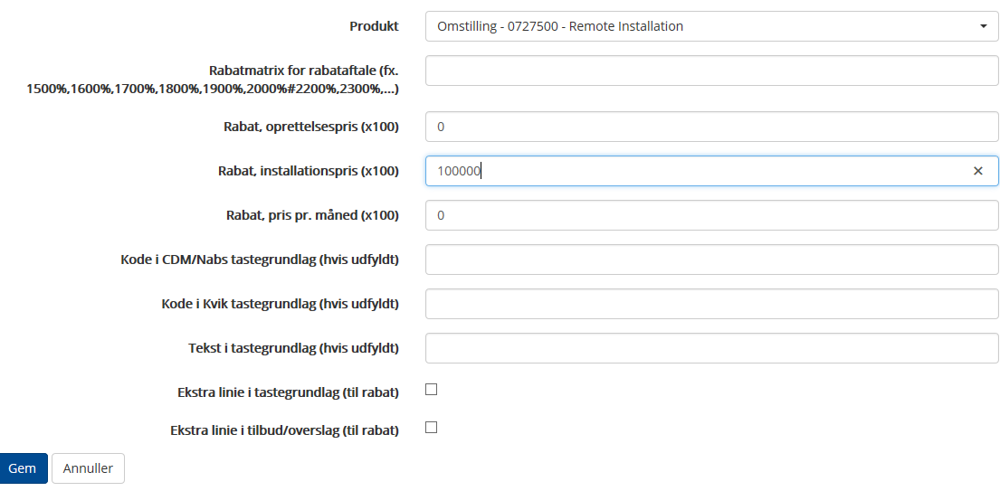 Produkt
Omstilling - 0727500 - Remote Installation
Rabatmatrix for rabataftale (fx.
1500%,1600%,1700%,1800%,1900%,2000%#2200%,2300%,...)
Rabat, oprettelsespris (x100)
0
Rabat, installationspris (x100)
100000
Rabat, pris pr. måned (x100)
0
Kode i CDM/Nabs tastegrundlag (hvis udfyldt)
Kode i Kvik tastegrundlag (hvis udfyldt)
Tekst i tastegrundlag (hvis udfyldt)
Ekstra linie i tastegrundlag (til rabat)
Ekstra linie i tilbud/overslag (til rabat)
Gem
Annuller